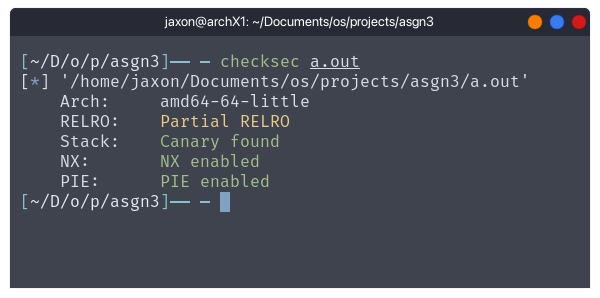 jaxon@archX1: ~/Documents/os/projects/asgn3
[~/D/o/p/asgn3]—— — checksec a.out
[*] '/home/jaxon/Documents/os/projects/asgn3/a.out'
    Arch:     amd64-64-little
    RELRO:    Partial RELRO
    Stack:    Canary found
    NX:       NX enabled
    PIE:      PIE enabled
[~/D/o/p/asgn3]—— —